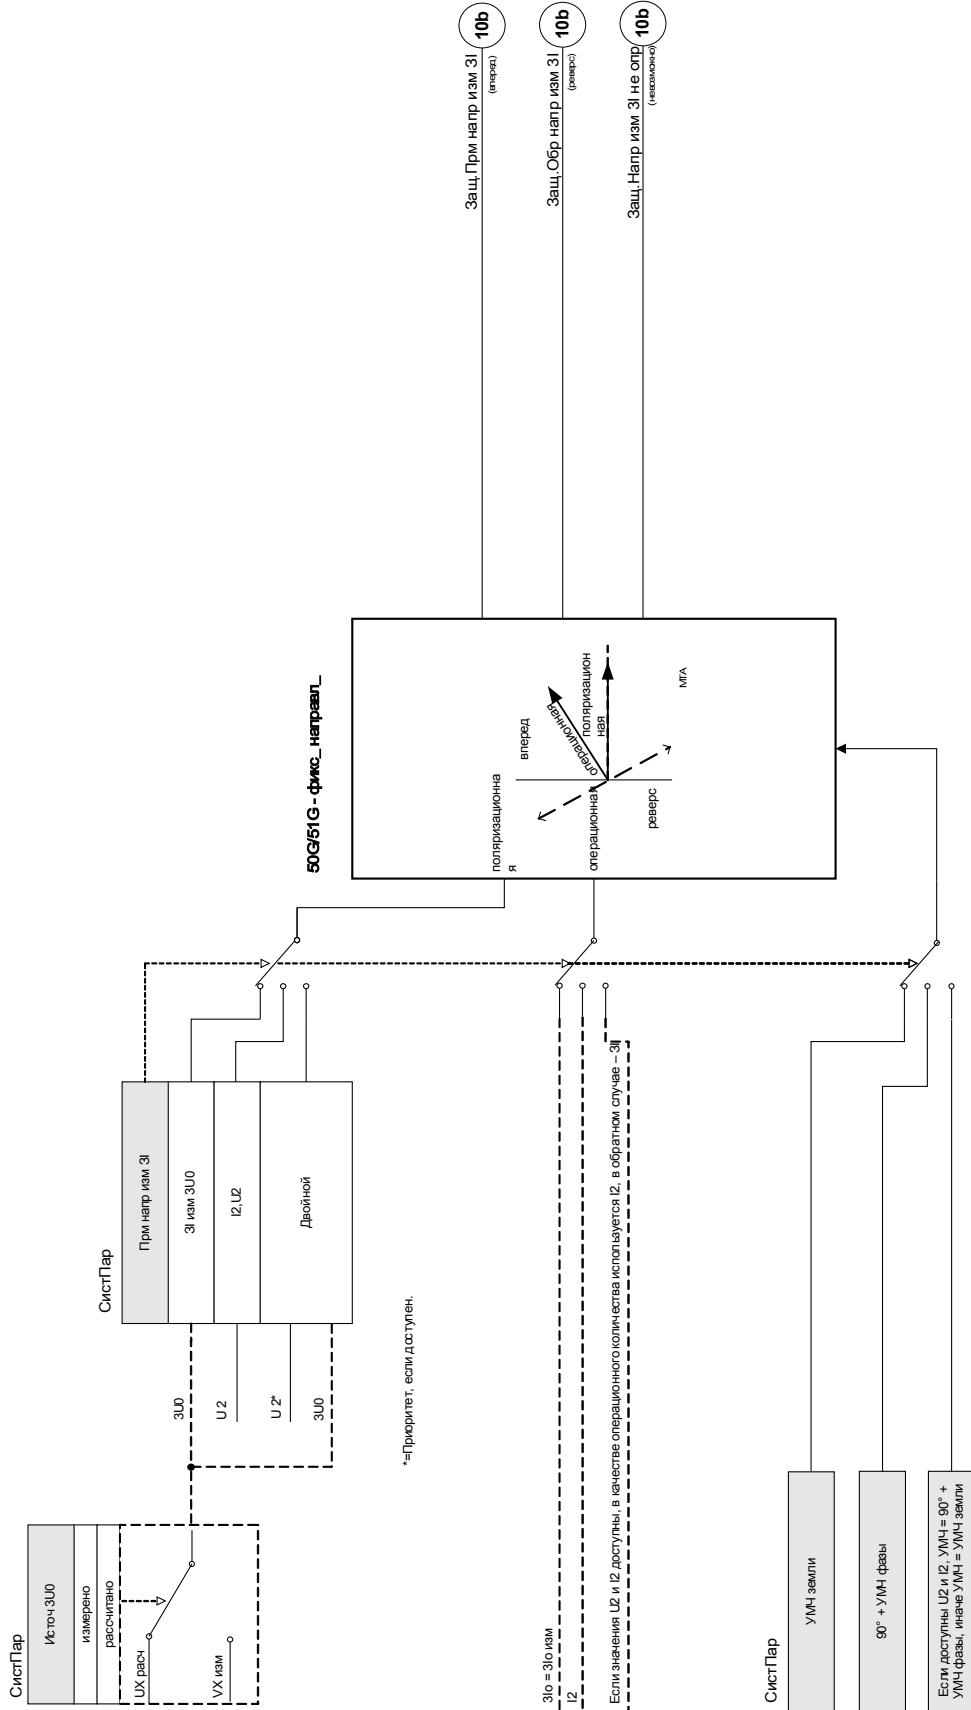 50G/51G - фикс_ направл_
СистПар
Источ 3U0
измерено
рассчитано
UX расч
VX изм
3U0
U 2
U 2*
3U0
СистПар
Прм напр изм 3I
3I изм 3U0
I2,U2
Двойной
*=Приоритет, если доступен.
поляризационна
я
операционная
вперед
операционная
поляризацион
ная
реверс
МТА
Защ.Прм напр изм 3I
(вперед)
10b
Защ.Обр напр изм 3I
(реверс)
10b
Защ.Напр изм 3I не опр
(невозможно)
10b
3Io = 3Io изм
I2
Если значения U2 и I2 доступны, в качестве операционного количества используется I2, в обратном случае – 3I
СистПар
УМЧ земли
90° + УМЧ фазы
Если доступны U2 и I2, УМЧ = 90° +
УМЧ фазы, иначе УМЧ = УМЧ земли